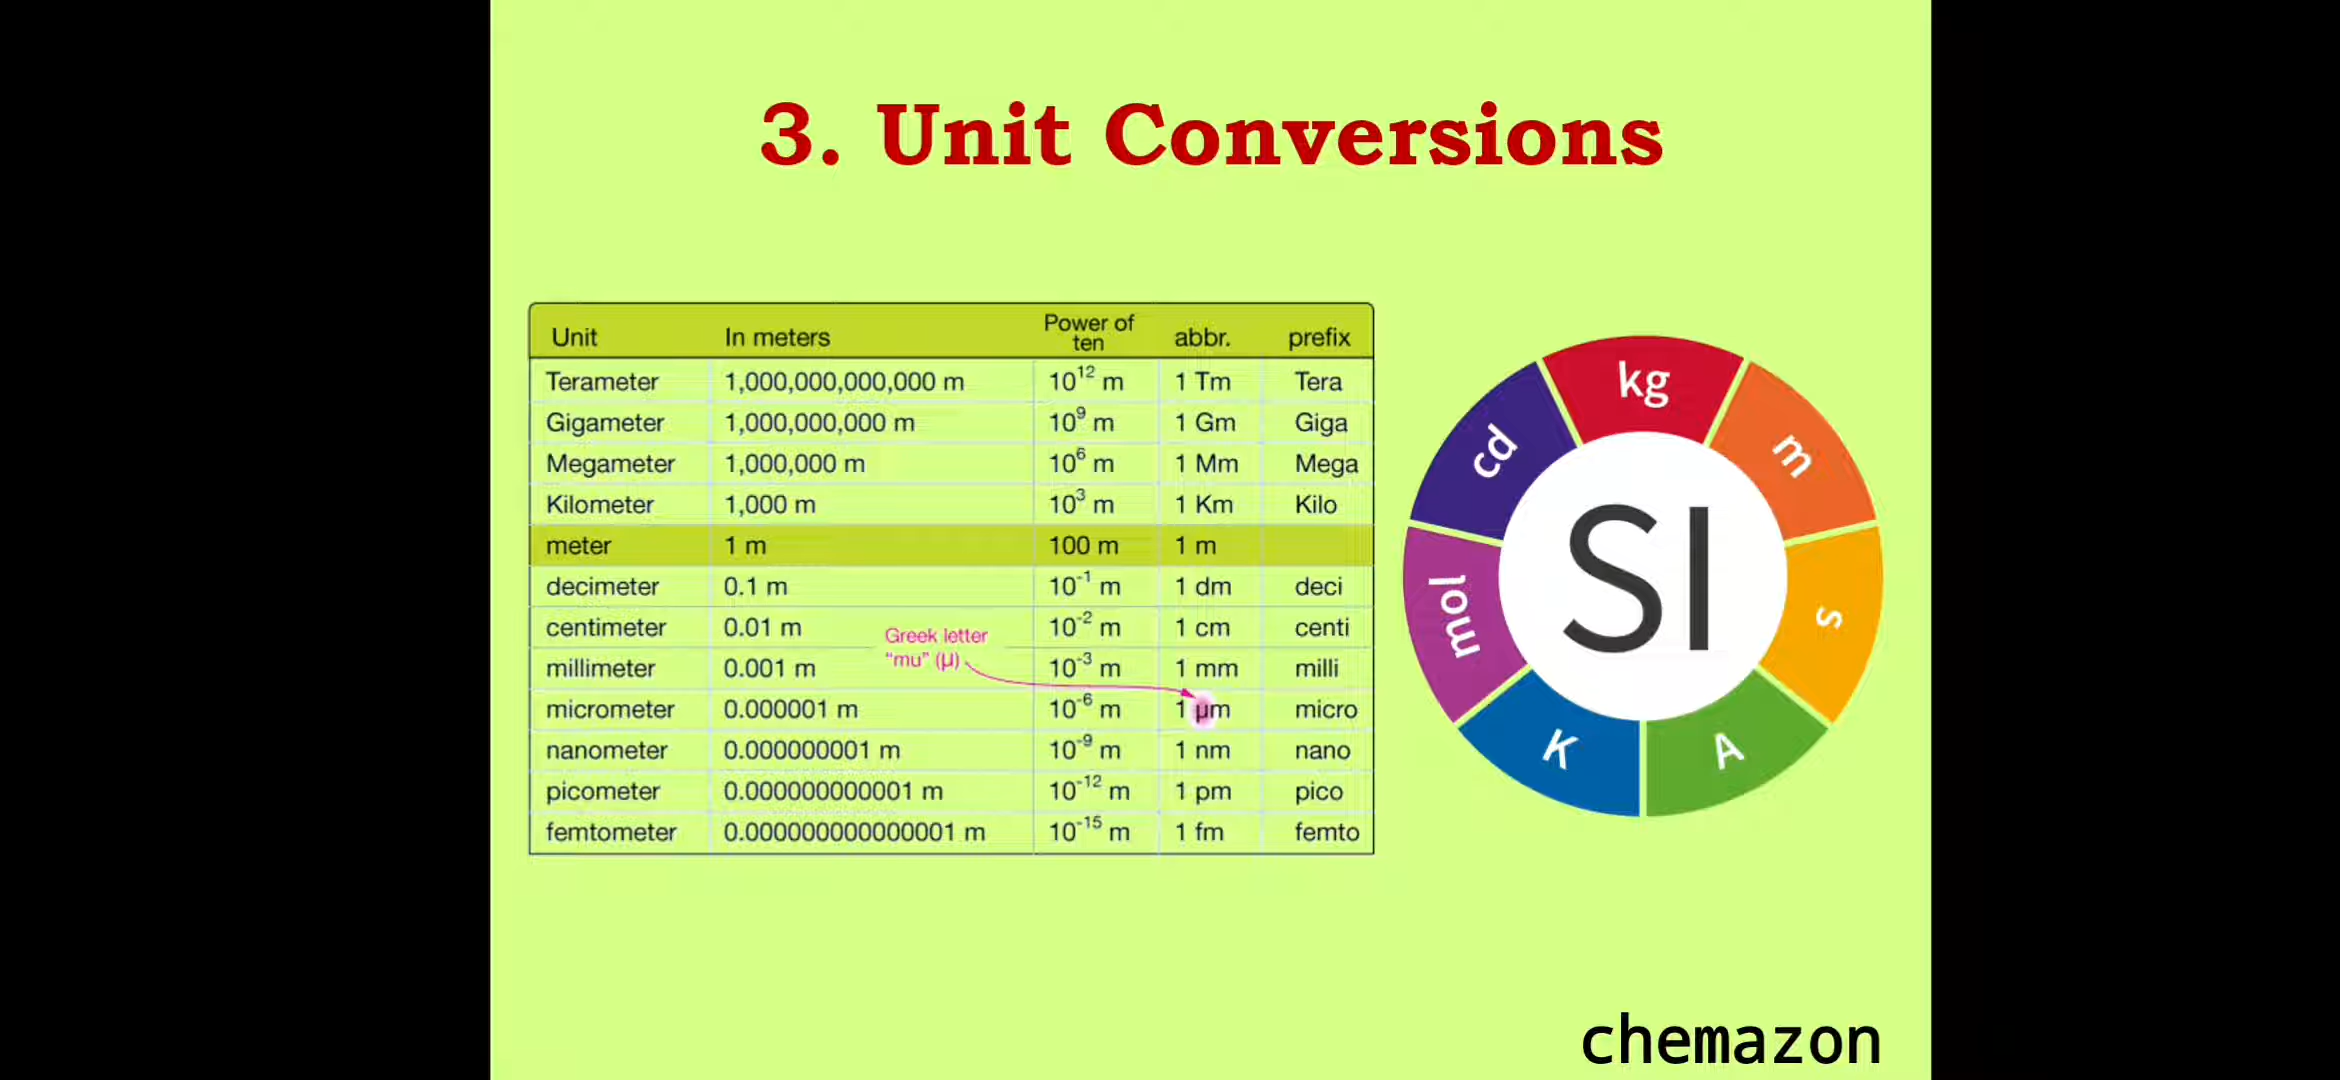 3. Unit Conversions
Unit In meters Power of ten abbr. prefix
Terameter 1,000,000,000,000 m 10¹² m 1 Tm Tera
Gigameter 1,000,000,000 m 10⁹ m 1 Gm Giga
Megameter 1,000,000 m 10⁶ m 1 Mm Mega
Kilometer 1,000 m 10³ m 1 Km Kilo
meter 1 m 100 m 1 m
decimeter 0.1 m 10⁻¹ m 1 dm deci
centimeter 0.01 m 10⁻² m 1 cm centi
Greek letter
"mu" (µ)
millimeter 0.001 m 10⁻³ m 1 mm milli
micrometer 0.000001 m 10⁻⁶ m 1 µm micro
nanometer 0.000000001 m 10⁻⁹ m 1 nm nano
picometer 0.000000000001 m 10⁻¹² m 1 pm pico
femtometer 0.000000000000001 m 10⁻¹⁵ m 1 fm femto
kg
m
s
A
K
mol
cd
SI
chemazon